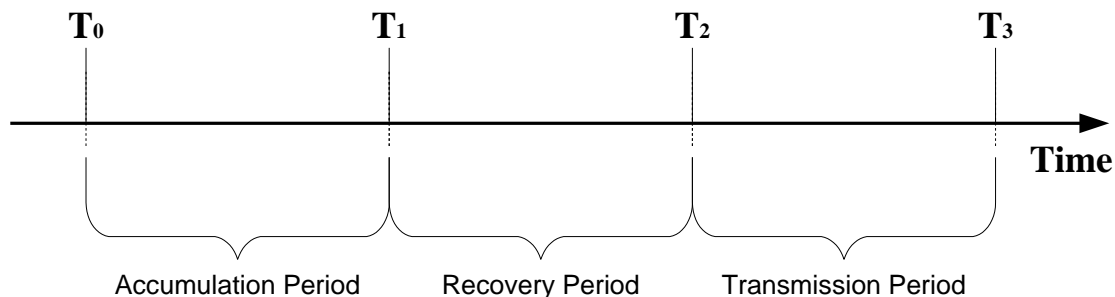 T0 T1 T2 T3
Time
Accumulation Period Recovery Period Transmission Period